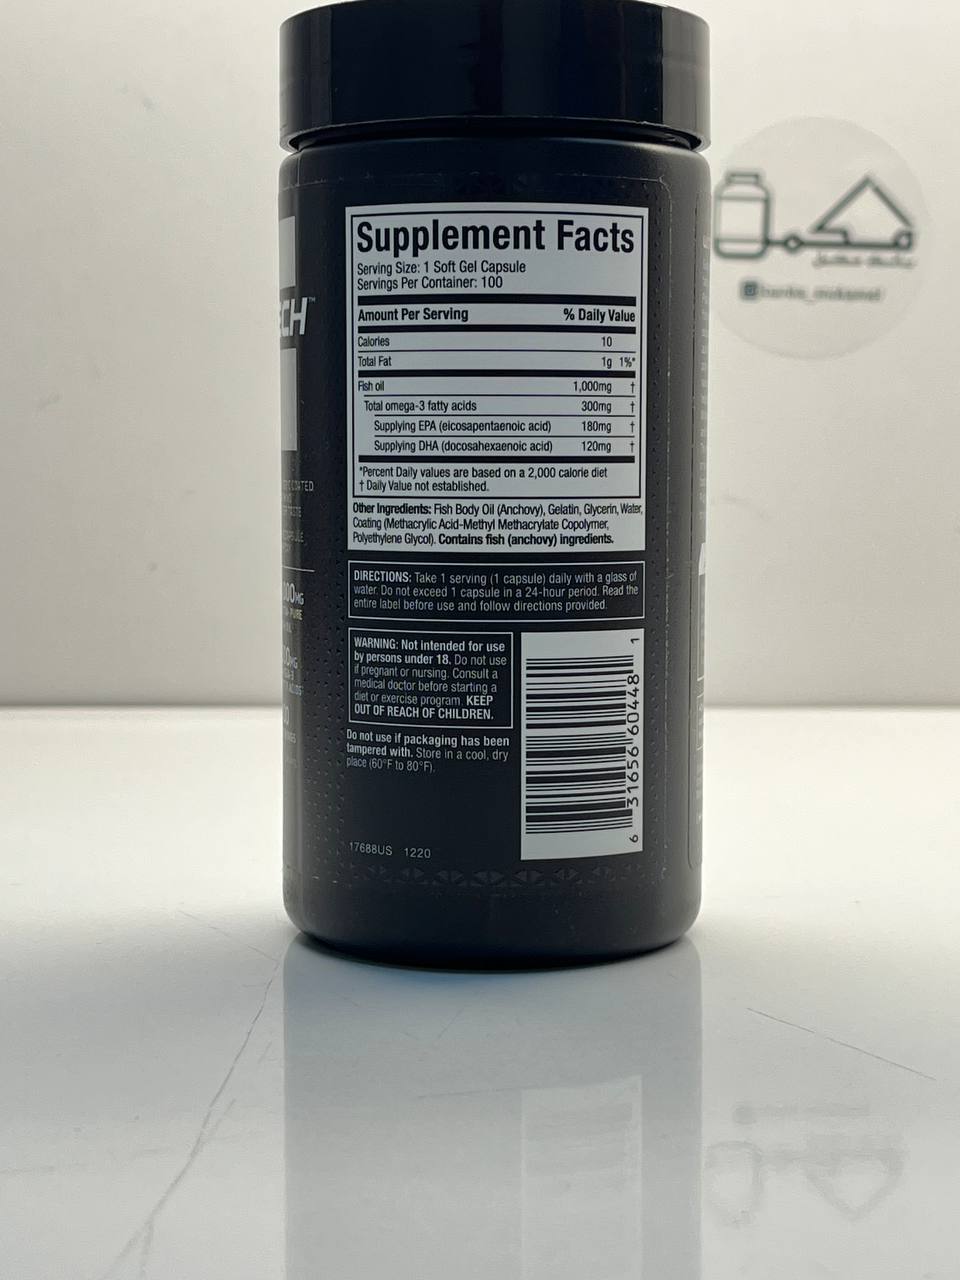 Supplement Facts
Serving Size: 1 Soft Gel Capsule
Servings Per Container: 100
Amount Per Serving % Daily Value
Calories 10
Total Fat 1g 1%*
Fish oil 1,000mg †
Total omega-3 fatty acids 300mg †
Supplying EPA (eicosapentaenoic acid) 180mg †
Supplying DHA (docosahexaenoic acid) 120mg †
*Percent Daily values are based on a 2,000 calorie diet
† Daily Value not established.
Other Ingredients: Fish Body Oil (Anchovy), Gelatin, Glycerin, Water,
Coating (Methacrylic Acid-Methyl Methacrylate Copolymer,
Polyethylene Glycol). Contains fish (anchovy) ingredients.
DIRECTIONS: Take 1 serving (1 capsule) daily with a glass of
water. Do not exceed 1 capsule in a 24-hour period. Read the
entire label before use and follow directions provided.
WARNING: Not intended for use
by persons under 18. Do not use
if pregnant or nursing. Consult a
medical doctor before starting a
diet or exercise program. KEEP
OUT OF REACH OF CHILDREN.
Do not use if packaging has been
tampered with. Store in a cool, dry
place (60°F to 80°F).
6 31656 60448 1
17688US 1220
ECH™
COATED
TASTE
PURE
ACIDS
مکمل
بانک مکمل
banke_mokamel